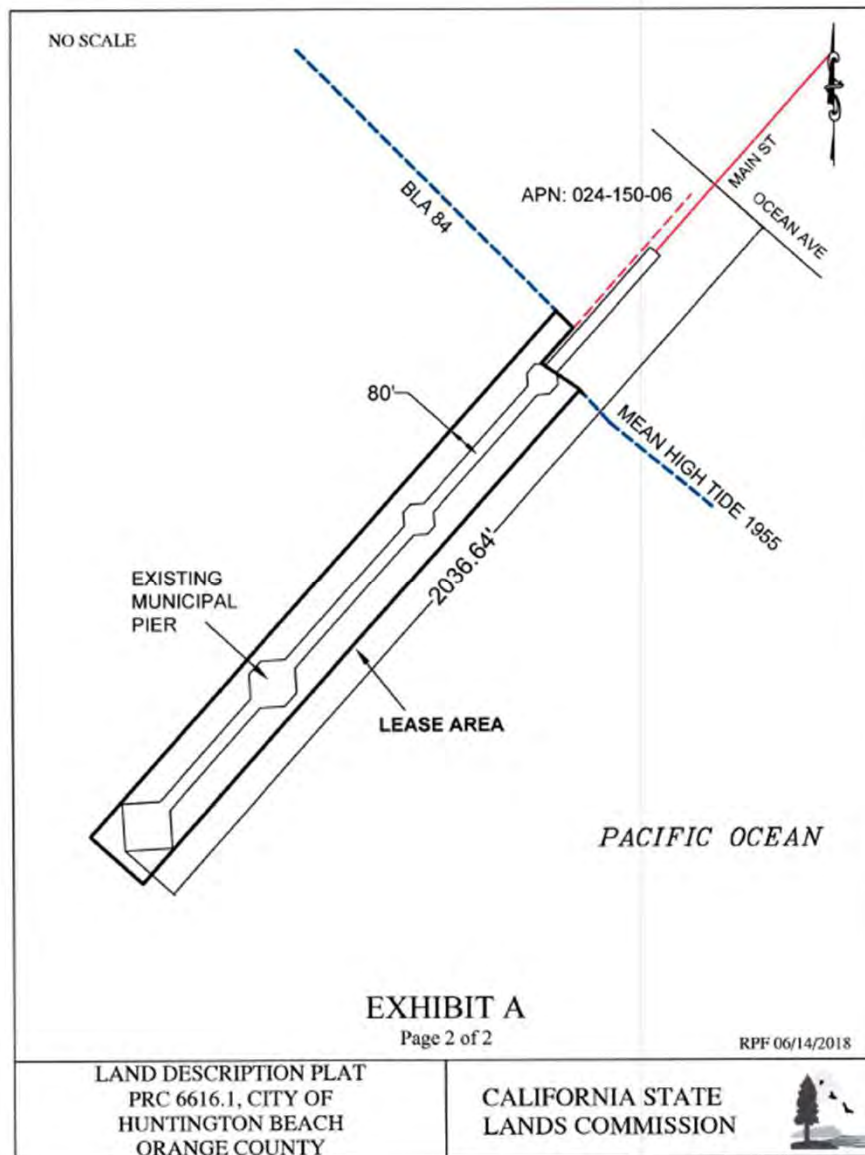 NO SCALE
BLA 84
APN: 024-150-06
MAIN ST
OCEAN AVE
80'
MEAN HIGH TIDE 1955
2036.64'
EXISTING
MUNICIPAL
PIER
LEASE AREA
PACIFIC OCEAN
EXHIBIT A
Page 2 of 2
RPF 06/14/2018
LAND DESCRIPTION PLAT
PRC 6616.1, CITY OF
HUNTINGTON BEACH
ORANGE COUNTY
CALIFORNIA STATE
LANDS COMMISSION